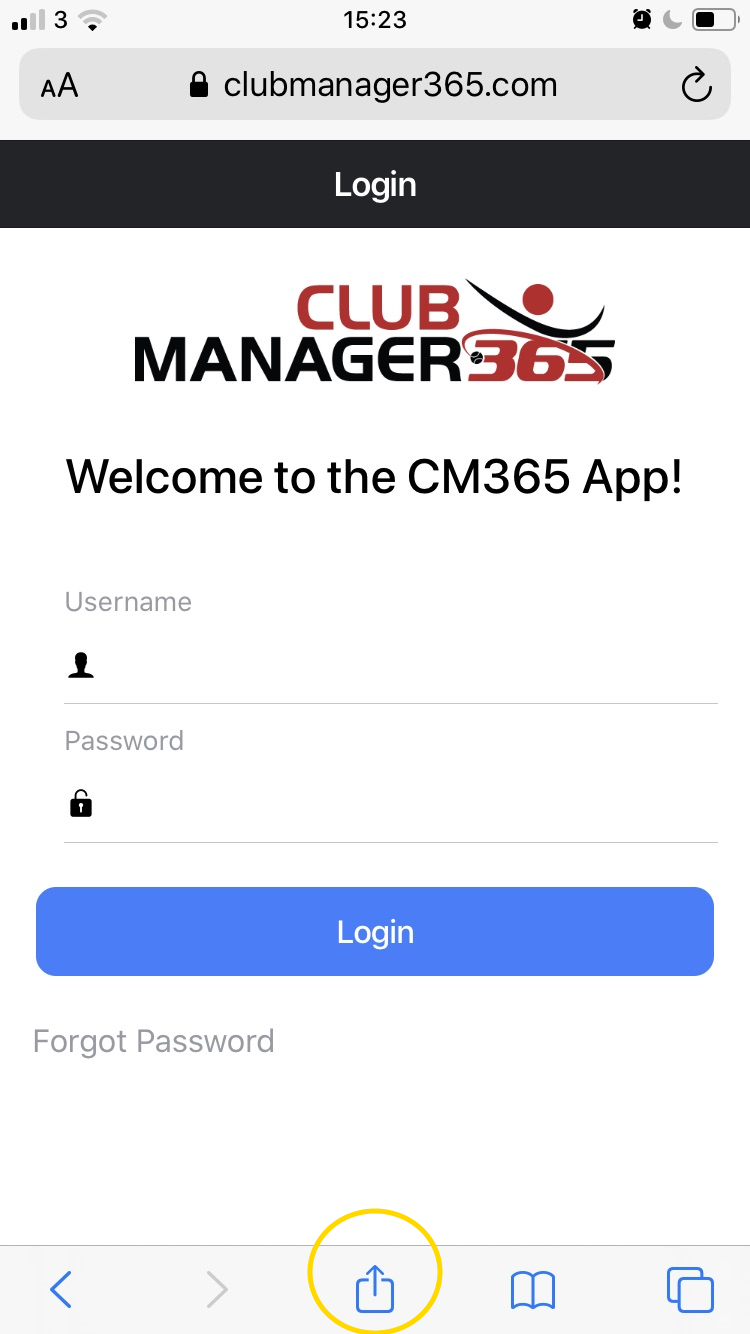 3 15:23
AA clubmanager365.com
Login
CLUB
MANAGER365
Welcome to the CM365 App!
Username
Password
Login
Forgot Password